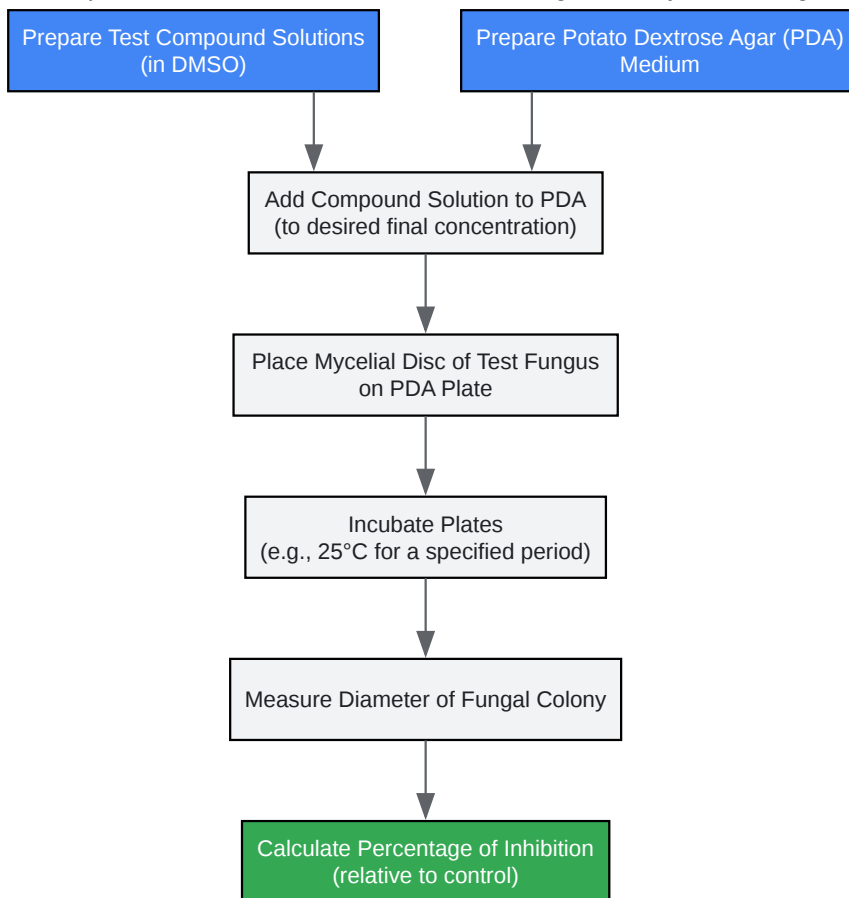 Prepare Test Compound Solutions
(in DMSO)
Prepare Potato Dextrose Agar (PDA)
Medium
Add Compound Solution to PDA
(to desired final concentration)
Place Mycelial Disc of Test Fungus
on PDA Plate
Incubate Plates
(e.g., 25°C for a specified period)
Measure Diameter of Fungal Colony
Calculate Percentage of Inhibition
(relative to control)